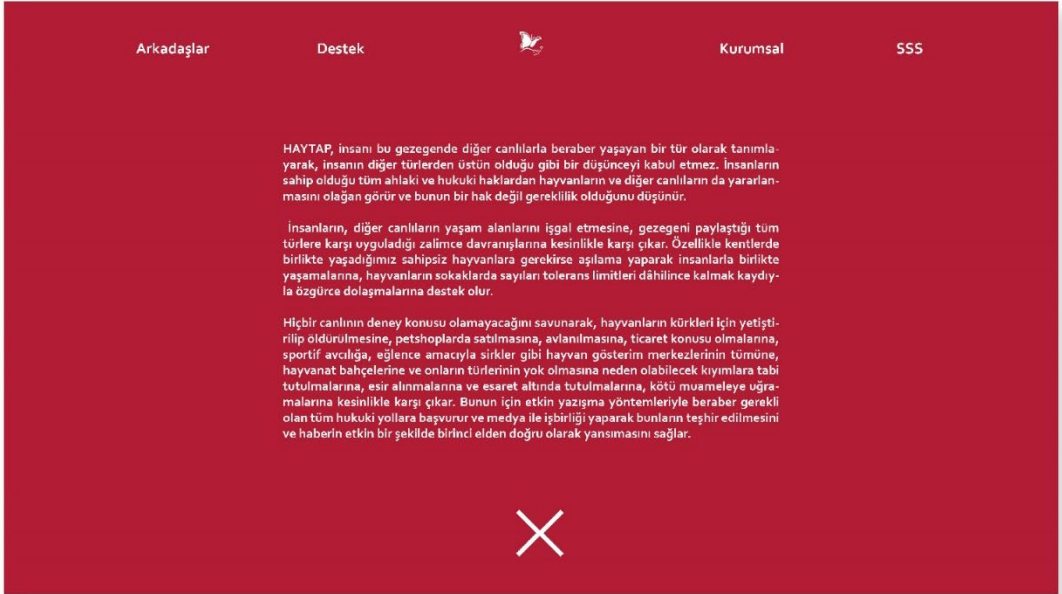 Arkadaşlar Destek Kurumsal SSS
HAYTAP, insanı bu gezegende diğer canlılarla beraber yaşayan bir tür olarak tanımla-
yarak, insanın diğer türlerden üstün olduğu gibi bir düşünceyi kabul etmez. İnsanların
sahip olduğu tüm ahlaki ve hukuki haklardan hayvanların ve diğer canlıların da yararlan-
masını olağan görür ve bunun bir hak değil gereklilik olduğunu düşünür.
İnsanların, diğer canlıların yaşam alanlarını işgal etmesine, gezegeni paylaştığı tüm
türlere karşı uyguladığı zalimce davranışlarına kesinlikle karşı çıkar. Özellikle kentlerde
birlikte yaşadığımız sahipsiz hayvanlara gerekirse aşılama yaparak insanlarla birlikte
yaşamalarına, hayvanların sokaklarda sayıları tolerans limitleri dâhilince kalmak kaydıy-
la özgürce dolaşmalarına destek olur.
Hiçbir canlının deney konusu olamayacağını savunarak, hayvanların kürkleri için yetişti-
rilip öldürülmesine, petshoplarda satılmasına, avlanılmasına, ticaret konusu olmalarına,
sportif avcılığa, eğlence amacıyla sirkler gibi hayvan gösterim merkezlerinin tümüne,
hayvanat bahçelerine ve onların türlerinin yok olmasına neden olabilecek kıyımlara tabi
tutulmalarına, esir alınmalarına ve esaret altında tutulmalarına, kötü muameleye uğra-
malarına kesinlikle karşı çıkar. Bunun için etkin yazışma yöntemleriyle beraber gerekli
olan tüm hukuki yollara başvurur ve medya ile işbirliği yaparak bunların teşhir edilmesini
ve haberin etkin bir şekilde birinci elden doğru olarak yansımasını sağlar.